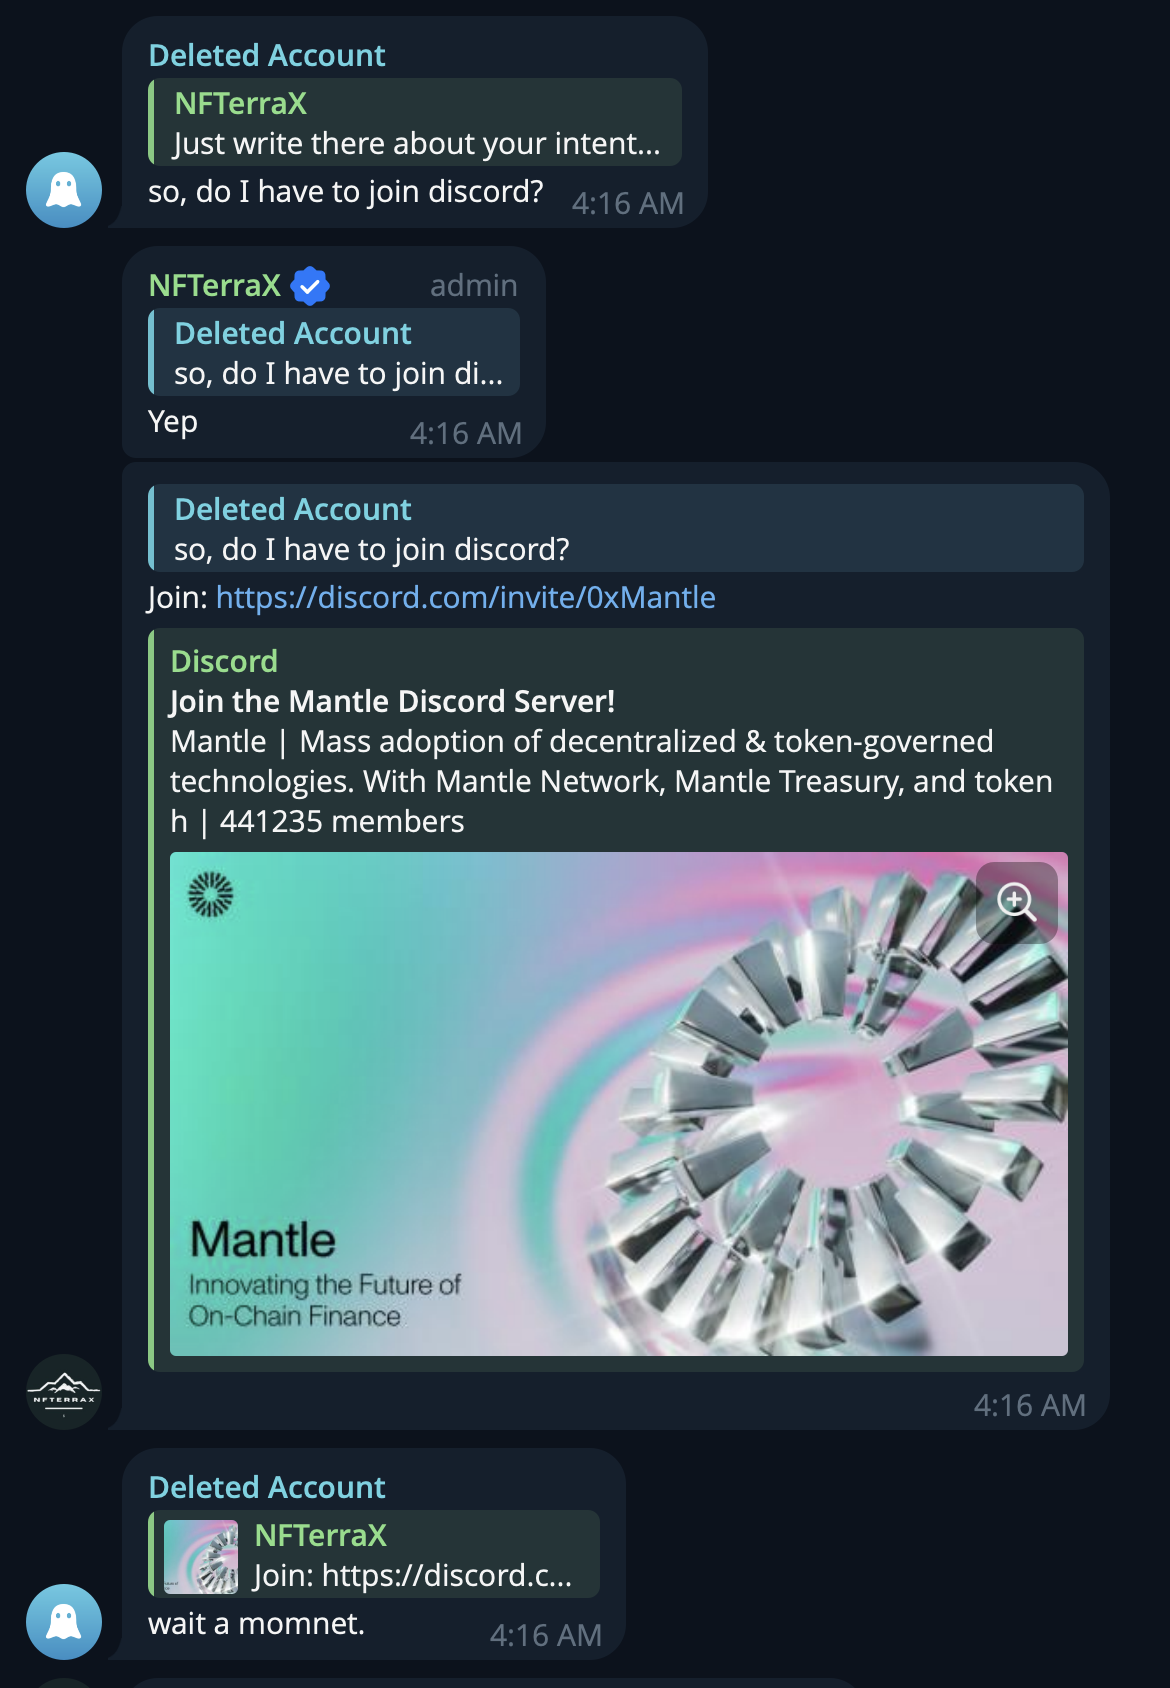 Deleted Account
NFTerraX
Just write there about your intent...
so, do I have to join discord?
4:16 AM
NFTerraX
admin
Deleted Account
so, do I have to join di...
Yep
4:16 AM
Deleted Account
so, do I have to join discord?
Join: https://discord.com/invite/0xMantle
Discord
Join the Mantle Discord Server!
Mantle | Mass adoption of decentralized & token-governed
technologies. With Mantle Network, Mantle Treasury, and token
h | 441235 members
Mantle
Innovating the Future of
On-Chain Finance
NFTERRAX
4:16 AM
Deleted Account
NFTerraX
Join: https://discord.c...
wait a momnet.
4:16 AM